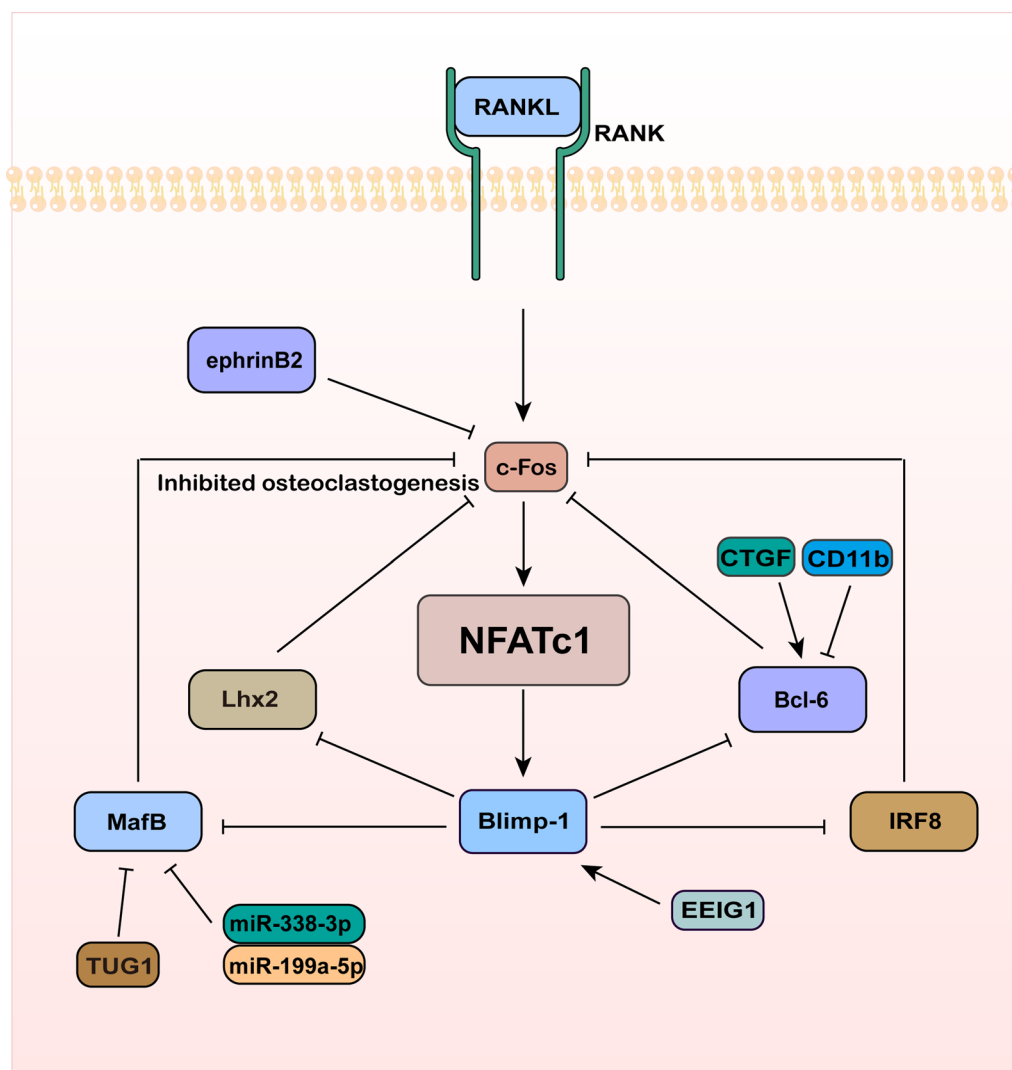 RANKL
RANK
ephrinB2
c-Fos
Inhibited osteoclastogenesis
CTGF
CD11b
NFATc1
Lhx2
Bcl-6
MafB
Blimp-1
IRF8
EEIG1
miR-338-3p
TUG1
miR-199a-5p